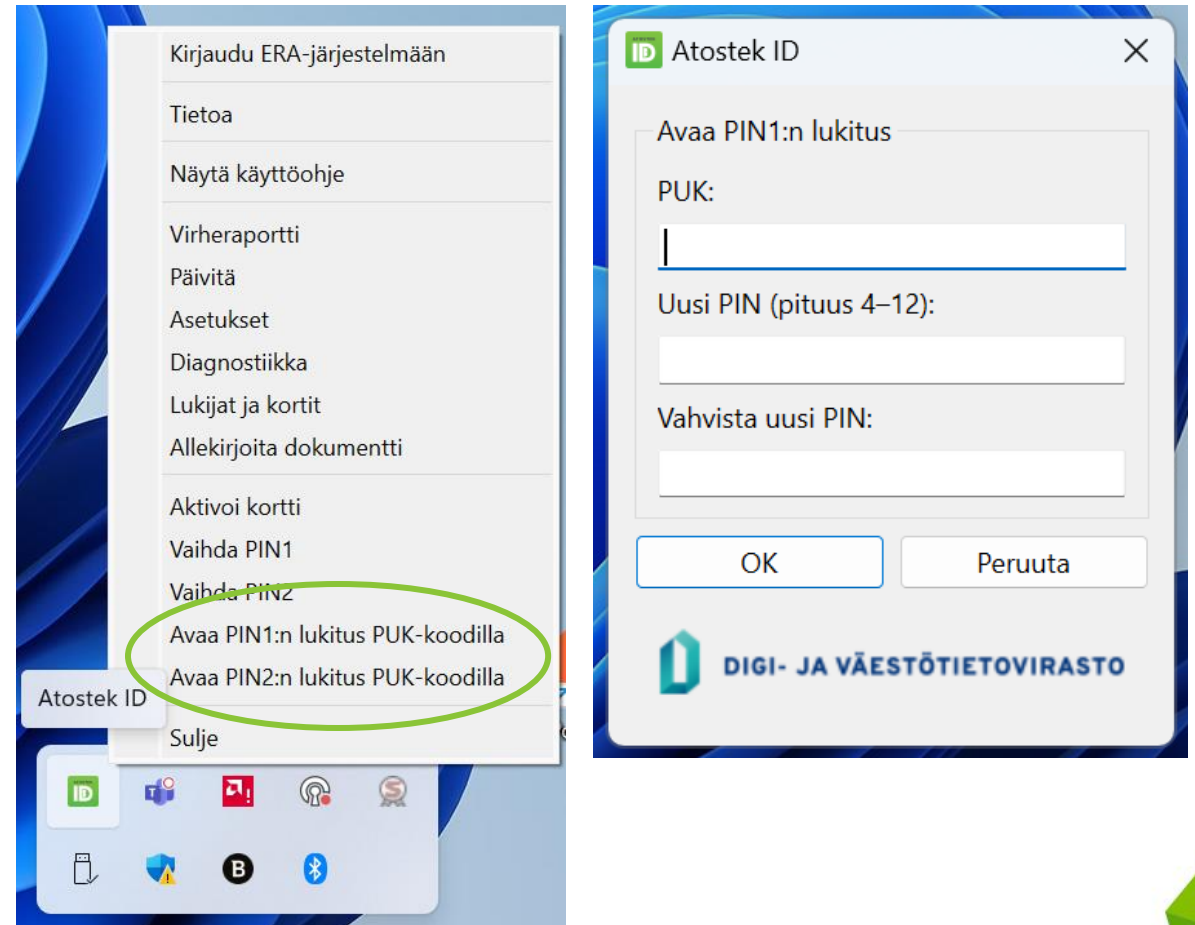 Kirjaudu ERA-järjestelmään
Tietoa
Näytä käyttöohje
Virheraportti
Päivitä
Asetukset
Diagnostiikka
Lukijat ja kortit
Allekirjoita dokumentti
Aktivoi kortti
Vaihda PIN1
Vaihda PIN2
Avaa PIN1:n lukitus PUK-koodilla
Avaa PIN2:n lukitus PUK-koodilla
Sulje
Atostek ID
ID
Atostek ID
Avaa PIN1:n lukitus
PUK:
Uusi PIN (pituus 4–12):
Vahvista uusi PIN:
OK
Peruuta
DIGI- JA VÄESTÖTIETOVIRASTO